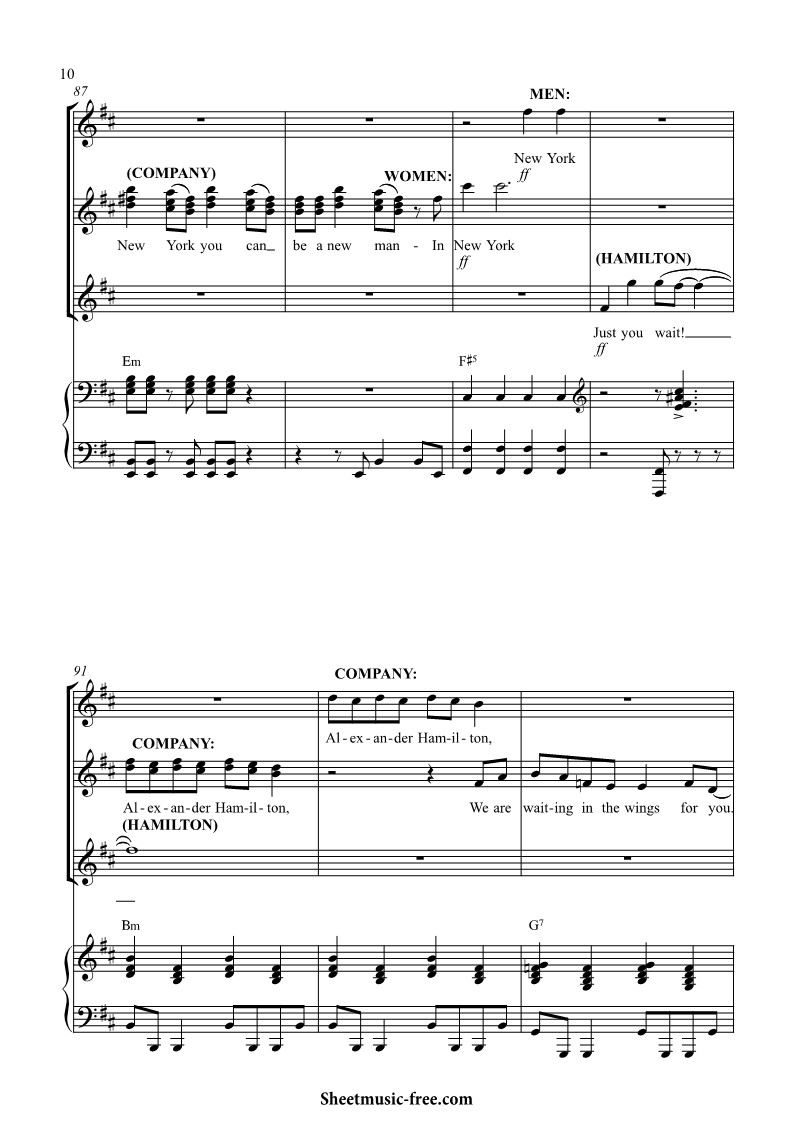 10
87
MEN:
New York
ff
(COMPANY)
WOMEN:
New York you can_ be a new man - In New York
ff
(HAMILTON)
Just you wait!
ff
Em F♯5
91
COMPANY:
Al - ex - an - der Ham - il - ton,
COMPANY:
Al - ex - an - der Ham - il - ton, We are wait - ing in the wings for you,
(HAMILTON)
Bm G7
Sheetmusic-free.com